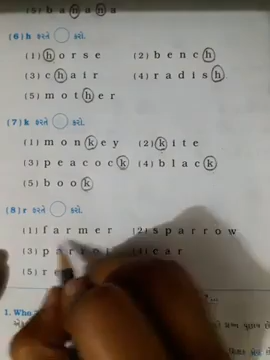 (5) b a n a n a
(6) h ફરતે ◯ કરો.
(1) h o r s e (2) b e n c h
(3) c h a i r (4) r a d i s h
(5) m o t h e r
(7) k ફરતે ◯ કરો.
(1) m o n k e y (2) k i t e
(3) p e a c o c k (4) b l a c k
(5) b o o k
(8) r ફરતે ◯ કરો.
(1) f a r m e r (2) s p a r r o w
(3) p a r r o t (4) e a r
(5) r
1. Who